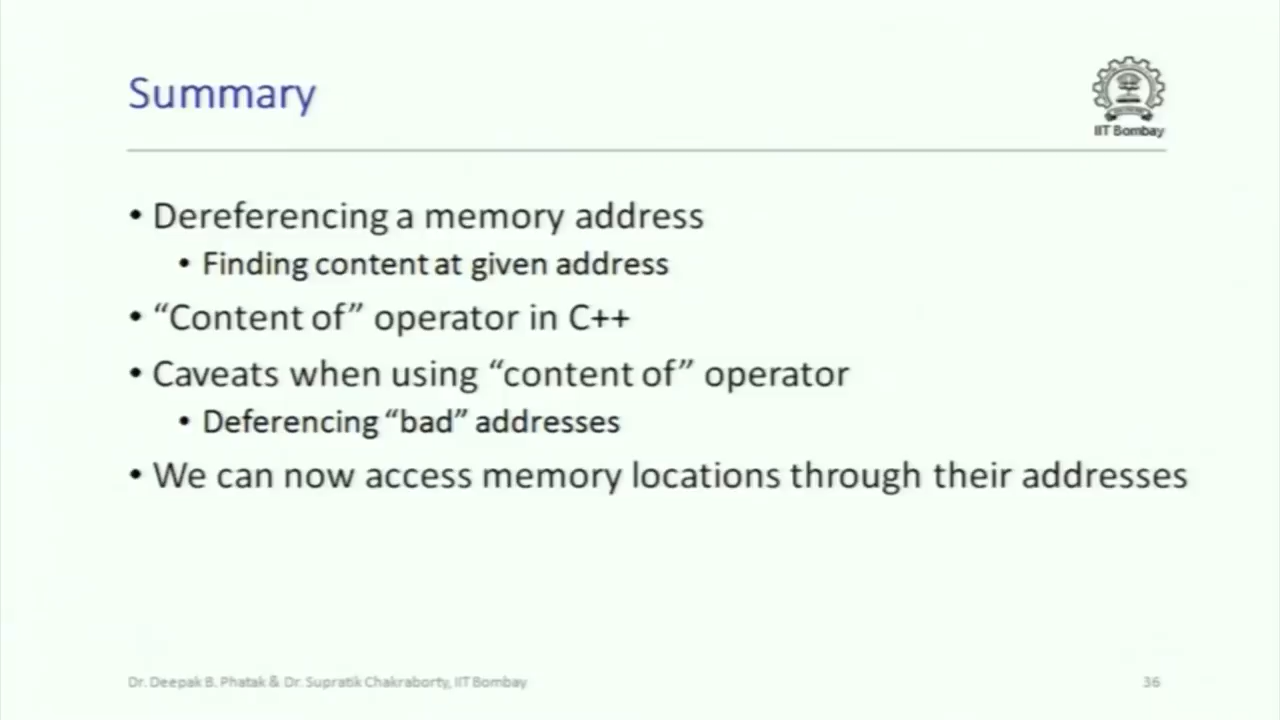 Summary
IIT Bombay
• Dereferencing a memory address
• Finding content at given address
• “Content of” operator in C++
• Caveats when using “content of” operator
• Deferencing “bad” addresses
• We can now access memory locations through their addresses
Dr. Deepak B. Phatak & Dr. Supratik Chakraborty, IIT Bombay
36